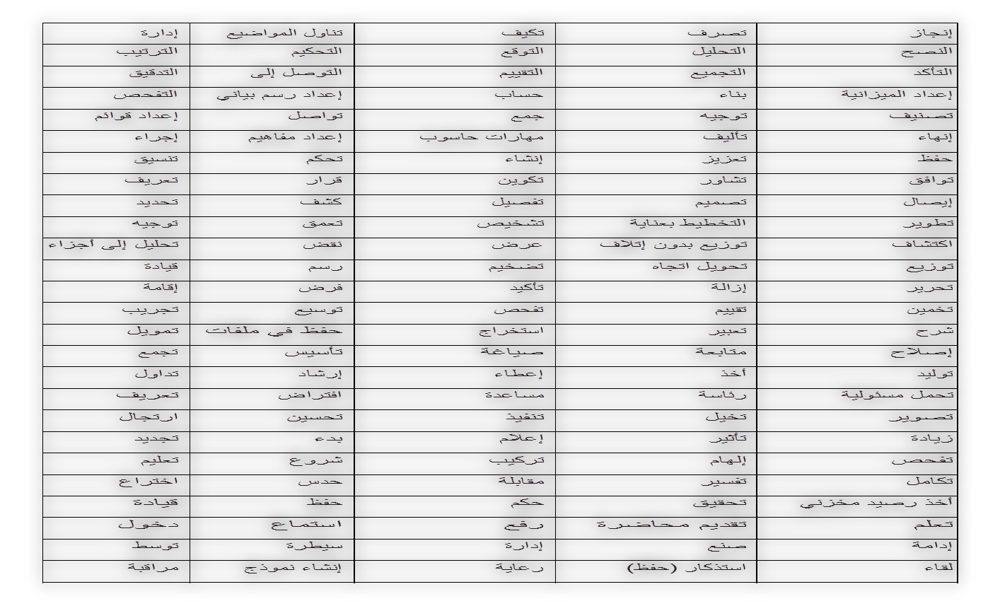 إنجاز تصرف تكيف تناول المواضيع إدارة
النصح التحليل التوقع التحكيم الترتيب
التأكد التجميع التقييم التوصل إلى التدقيق
إعداد الميزانية بناء حساب إعداد رسم بياني التفحص
تصنيف توجيه جمع تواصل إعداد قوائم
إنهاء تأليف مهارات حاسوب إعداد مفاهيم إجراء
حفظ تعزيز إنشاء تحكم تنسيق
توافق تشاور تكوين قرار تعريف
إيصال تصميم تفصيل كشف تحديد
تطوير التخطيط بعناية تشخيص تعمق توجيه
اكتشاف توزيع بدون إتلاف عرض نقض تحليل إلى أجزاء
توزيع تحويل اتجاه تضخيم رسم قيادة
تحرير إزالة تأكيد فرض إقامة
تخمين تقييم تفحص توسيع تجريب
شرح تعبير استخراج حفظ في ملفات تمويل
إصلاح متابعة صياغة تأسيس تجمع
توليد أخذ إعطاء إرشاد تداول
تحمل مسئولية رئاسة مساعدة افتراض تعريف
تصوير تخيل تنفيذ تحسين ارتجال
زيادة تأثير إعلام بدء تجديد
تفحص إلهام تركيب شروع تعليم
تكامل تفسير مقابلة حدس اختراع
أخذ رصيد مخزني تحقيق حكم حفظ قيادة
تعلم تقديم محاضرة رفع استماع دخول
إدامة صنع إدارة سيطرة توسط
لقاء استذكار (حفظ) رعاية إنشاء نموذج مراقبة